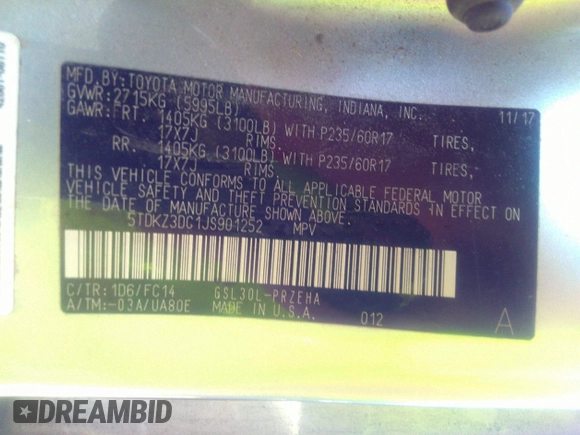 MFD.BY:TOYOTA MOTOR MANUFACTURING, INDIANA, INC.
GVWR:2715KG (5995LB) 11/17
GAWR:FRT. 1405KG (3100LB) WITH P235/60R17 TIRES,
17X7J RIMS.
RR. 1405KG (3100LB) WITH P235/60R17 TIRES,
17X7J RIMS.
THIS VEHICLE CONFORMS TO ALL APPLICABLE FEDERAL MOTOR
VEHICLE SAFETY AND THEFT PREVENTION STANDARDS IN EFFECT ON
THE DATE OF MANUFACTURE SHOWN ABOVE.
5TDKZ3DC1JS901252 MPV
C/TR:1D6/FC14 GSL30L-PRZEHA
A/TM:-03A/UA80E MADE IN U.S.A.
012 A
DREAMBID